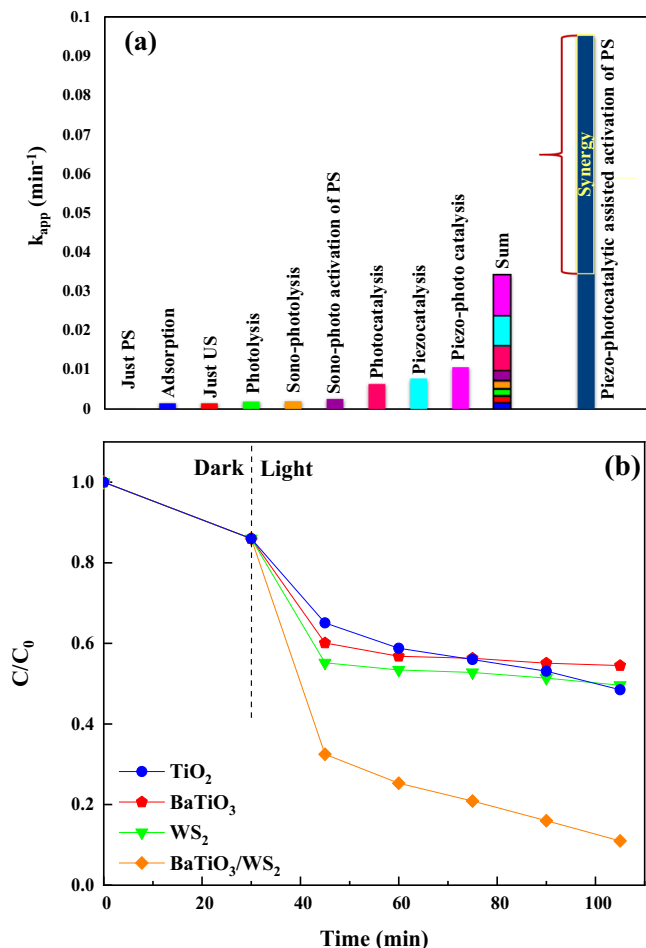 (a)
k_app (min⁻¹)
0.1
0.09
0.08
0.07
0.06
0.05
0.04
0.03
0.02
0.01
0
Just PS
Adsorption
Just US
Photolysis
Sono-photolysis
Sono-photo activation of PS
Photocatalysis
Piezocatalysis
Piezo-photo catalysis
Sum
Synergy
Piezo-photocatalytic assisted activation of PS
(b)
Dark
Light
C/C₀
1.0
0.8
0.6
0.4
0.2
0.0
TiO₂
BaTiO₃
WS₂
BaTiO₃/WS₂
0
20
40
60
80
100
Time (min)